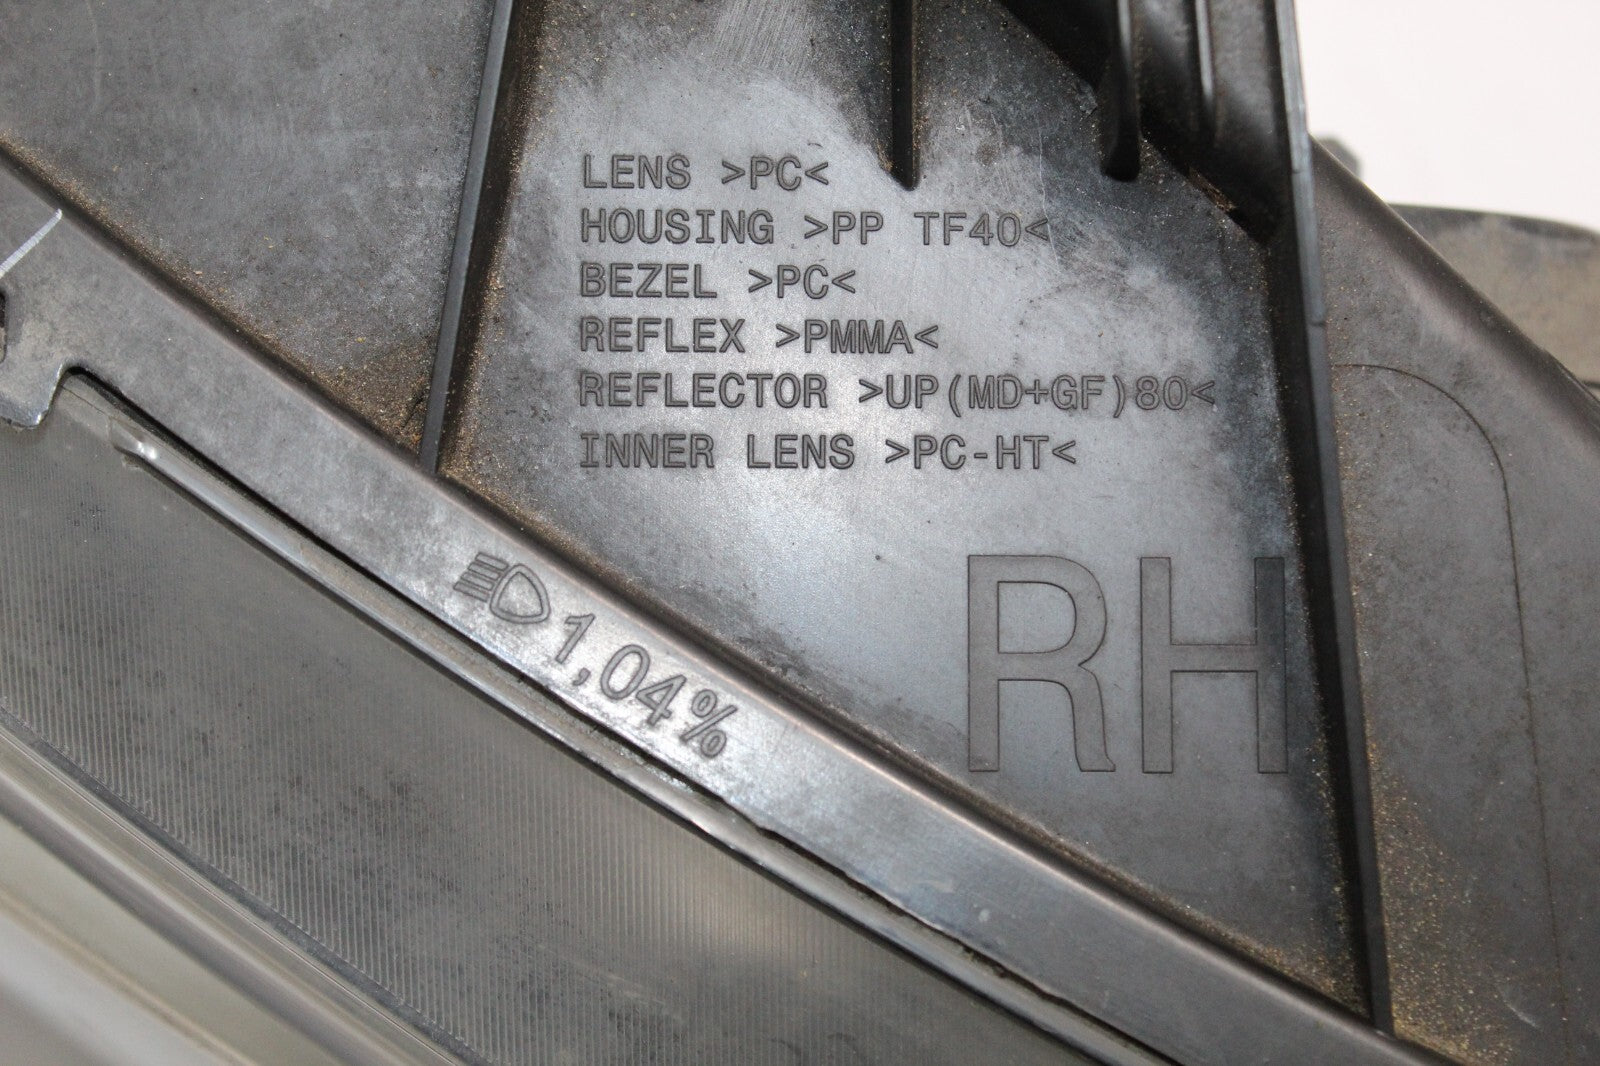 LENS >PC<
HOUSING >PP TF40<
BEZEL >PC<
REFLEX >PMMA<
REFLECTOR >UP(MD+GF)80<
INNER LENS >PC-HT<
1,04%
RH